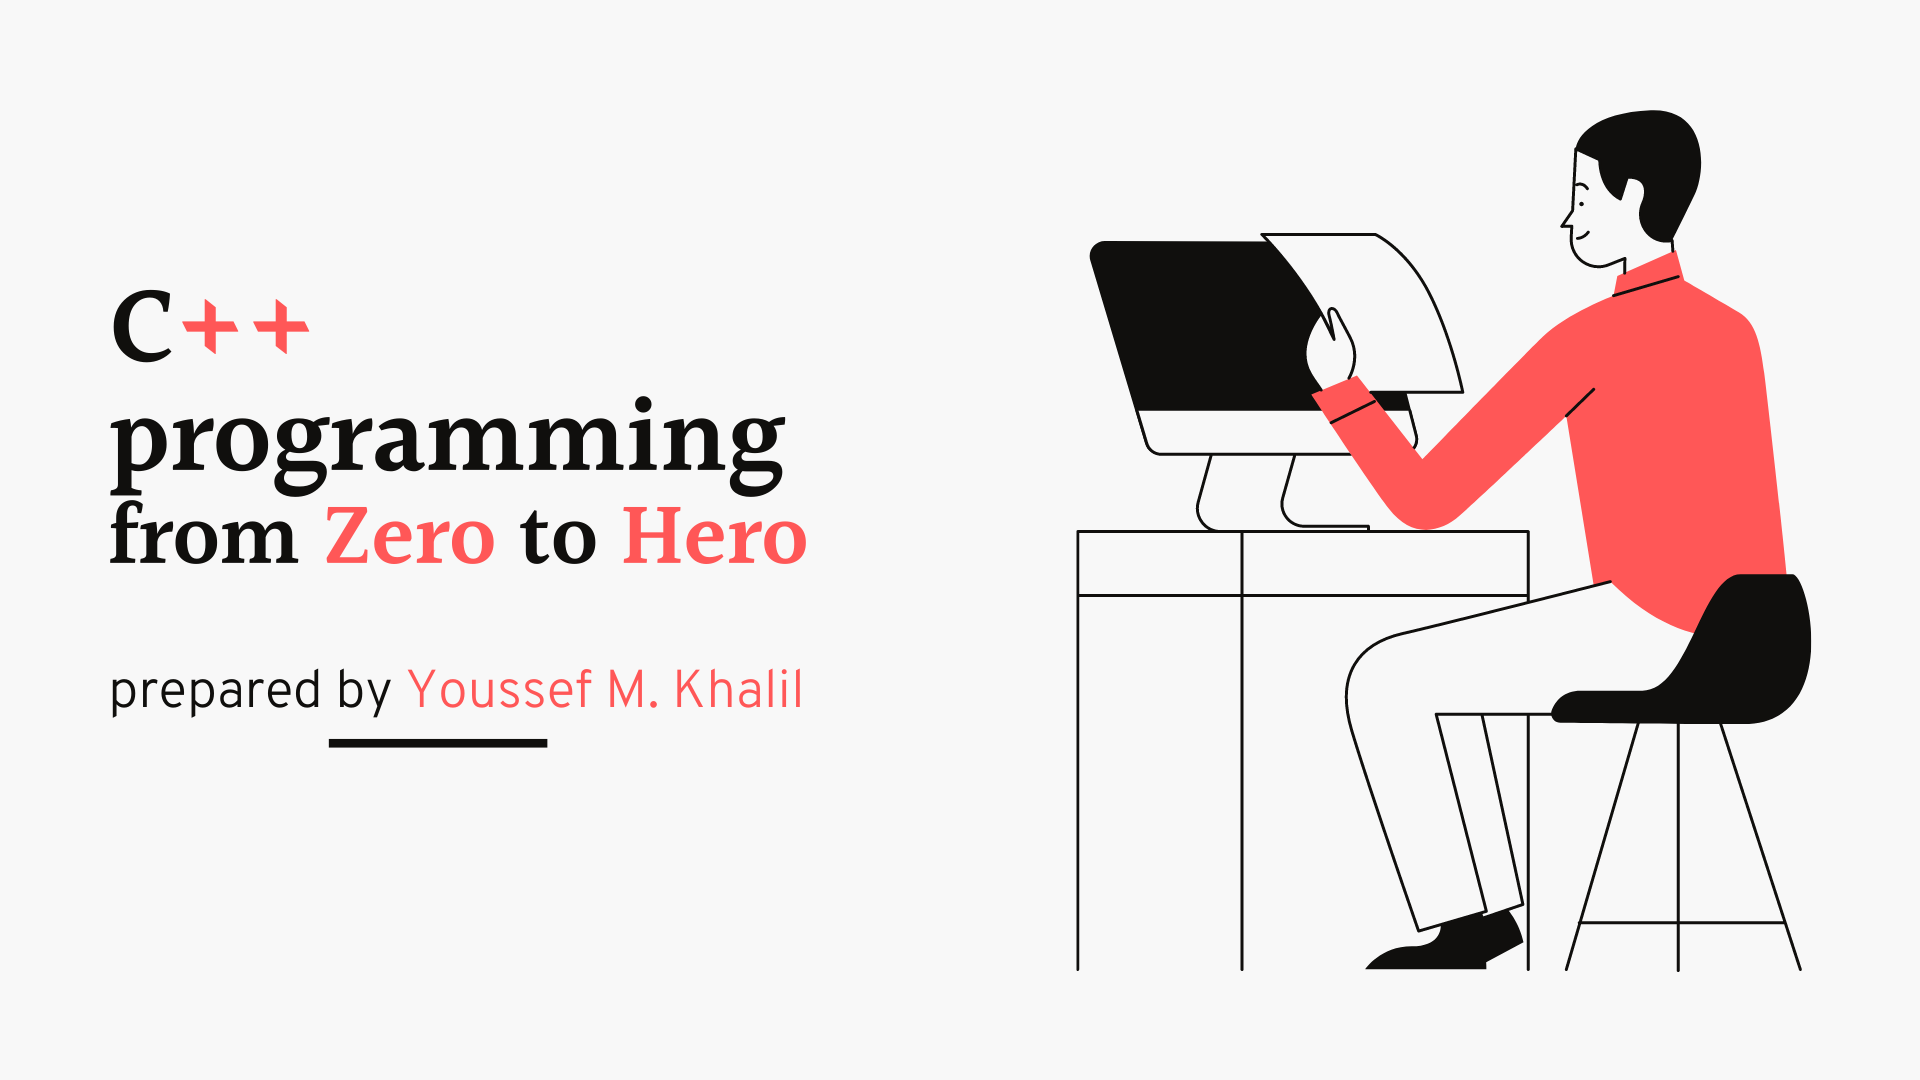 C++
programming
from Zero to Hero
prepared by Youssef M. Khalil